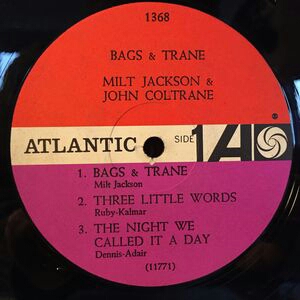 1368
BAGS & TRANE
MILT JACKSON &
JOHN COLTRANE
ATLANTIC
SIDE 1
A
1. BAGS & TRANE
Milt Jackson
2. THREE LITTLE WORDS
Ruby-Kalmar
3. THE NIGHT WE
CALLED IT A DAY
Dennis-Adair
(11771)